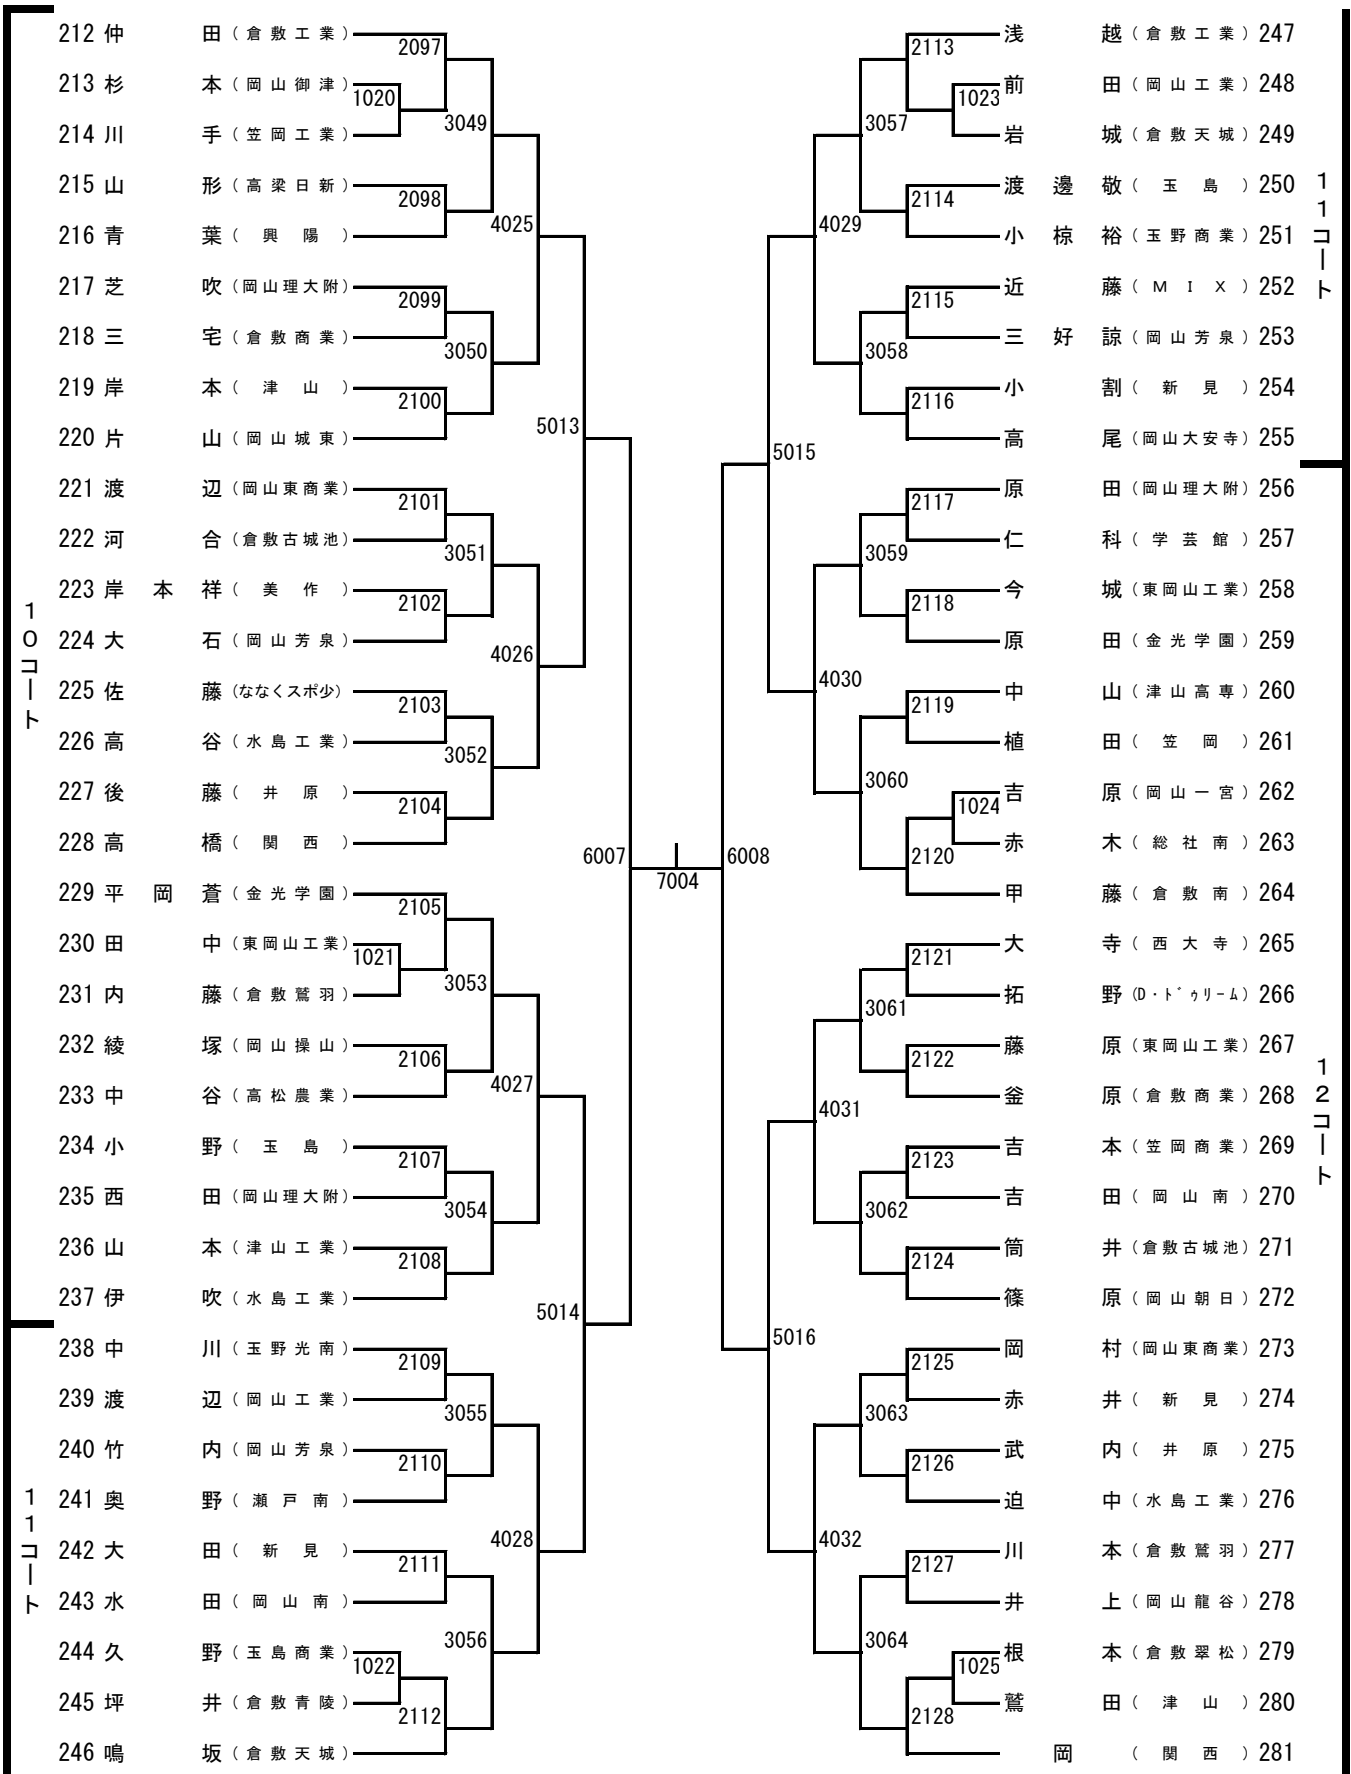 212 仲田 (倉敷工業)
213 杉本 (岡山御津)
214 川手 (笠岡工業)
215 山形 (高梁日新)
216 青葉 (興陽)
217 芝吹 (岡山理大附)
218 三宅 (倉敷商業)
219 岸本 (津山)
220 片山 (岡山城東)
221 渡辺 (岡山東商業)
222 河合 (倉敷古城池)
223 岸本祥 (美作)
224 大石 (岡山芳泉)
225 佐藤 (ななくスポ少)
226 高谷 (水島工業)
227 後藤 (井原)
228 高橋 (関西)
229 平岡蒼 (金光学園)
230 田中 (東岡山工業)
231 内藤 (倉敷鷲羽)
232 綾塚 (岡山操山)
233 中谷 (高松農業)
234 小野 (玉島)
235 西田 (岡山理大附)
236 山本 (津山工業)
237 伊吹 (水島工業)
238 中川 (玉野光南)
239 渡辺 (岡山工業)
240 竹内 (岡山芳泉)
241 奥野 (瀬戸南)
242 大田 (新見)
243 水田 (岡山南)
244 久野 (玉島商業)
245 坪井 (倉敷青陵)
246 鳴坂 (倉敷天城)
10コート
11コート
1020
1021
1022
2097
2098
2099
2100
2101
2102
2103
2104
2105
2106
2107
2108
2109
2110
2111
2112
3049
3050
3051
3052
3053
3054
3055
3056
4025
4026
4027
4028
5013
5014
6007
7004
6008
5015
5016
4029
4030
4031
4032
3057
3058
3059
3060
3061
3062
3063
3064
2113
2114
2115
2116
2117
2118
2119
2120
2121
2122
2123
2124
2125
2126
2127
2128
1023
1024
1025
浅越 (倉敷工業) 247
前田 (岡山工業) 248
岩城 (倉敷天城) 249
渡邊敬 (玉島) 250
小椋裕 (玉野商業) 251
近藤 (MIX) 252
三好諒 (岡山芳泉) 253
小割 (新見) 254
高尾 (岡山大安寺) 255
原田 (岡山理大附) 256
仁科 (学芸館) 257
今城 (東岡山工業) 258
原田 (金光学園) 259
中山 (津山高専) 260
植田 (笠岡) 261
吉原 (岡山一宮) 262
赤木 (総社南) 263
甲藤 (倉敷南) 264
大寺 (西大寺) 265
拓野 (D・ドゥリーム) 266
藤原 (東岡山工業) 267
釜原 (倉敷商業) 268
吉本 (笠岡商業) 269
吉田 (岡山南) 270
筒井 (倉敷古城池) 271
篠原 (岡山朝日) 272
岡村 (岡山東商業) 273
赤井 (新見) 274
武内 (井原) 275
迫中 (水島工業) 276
川本 (倉敷鷲羽) 277
井上 (岡山龍谷) 278
根本 (倉敷翠松) 279
鷲田 (津山) 280
岡 (関西) 281
11コート
12コート